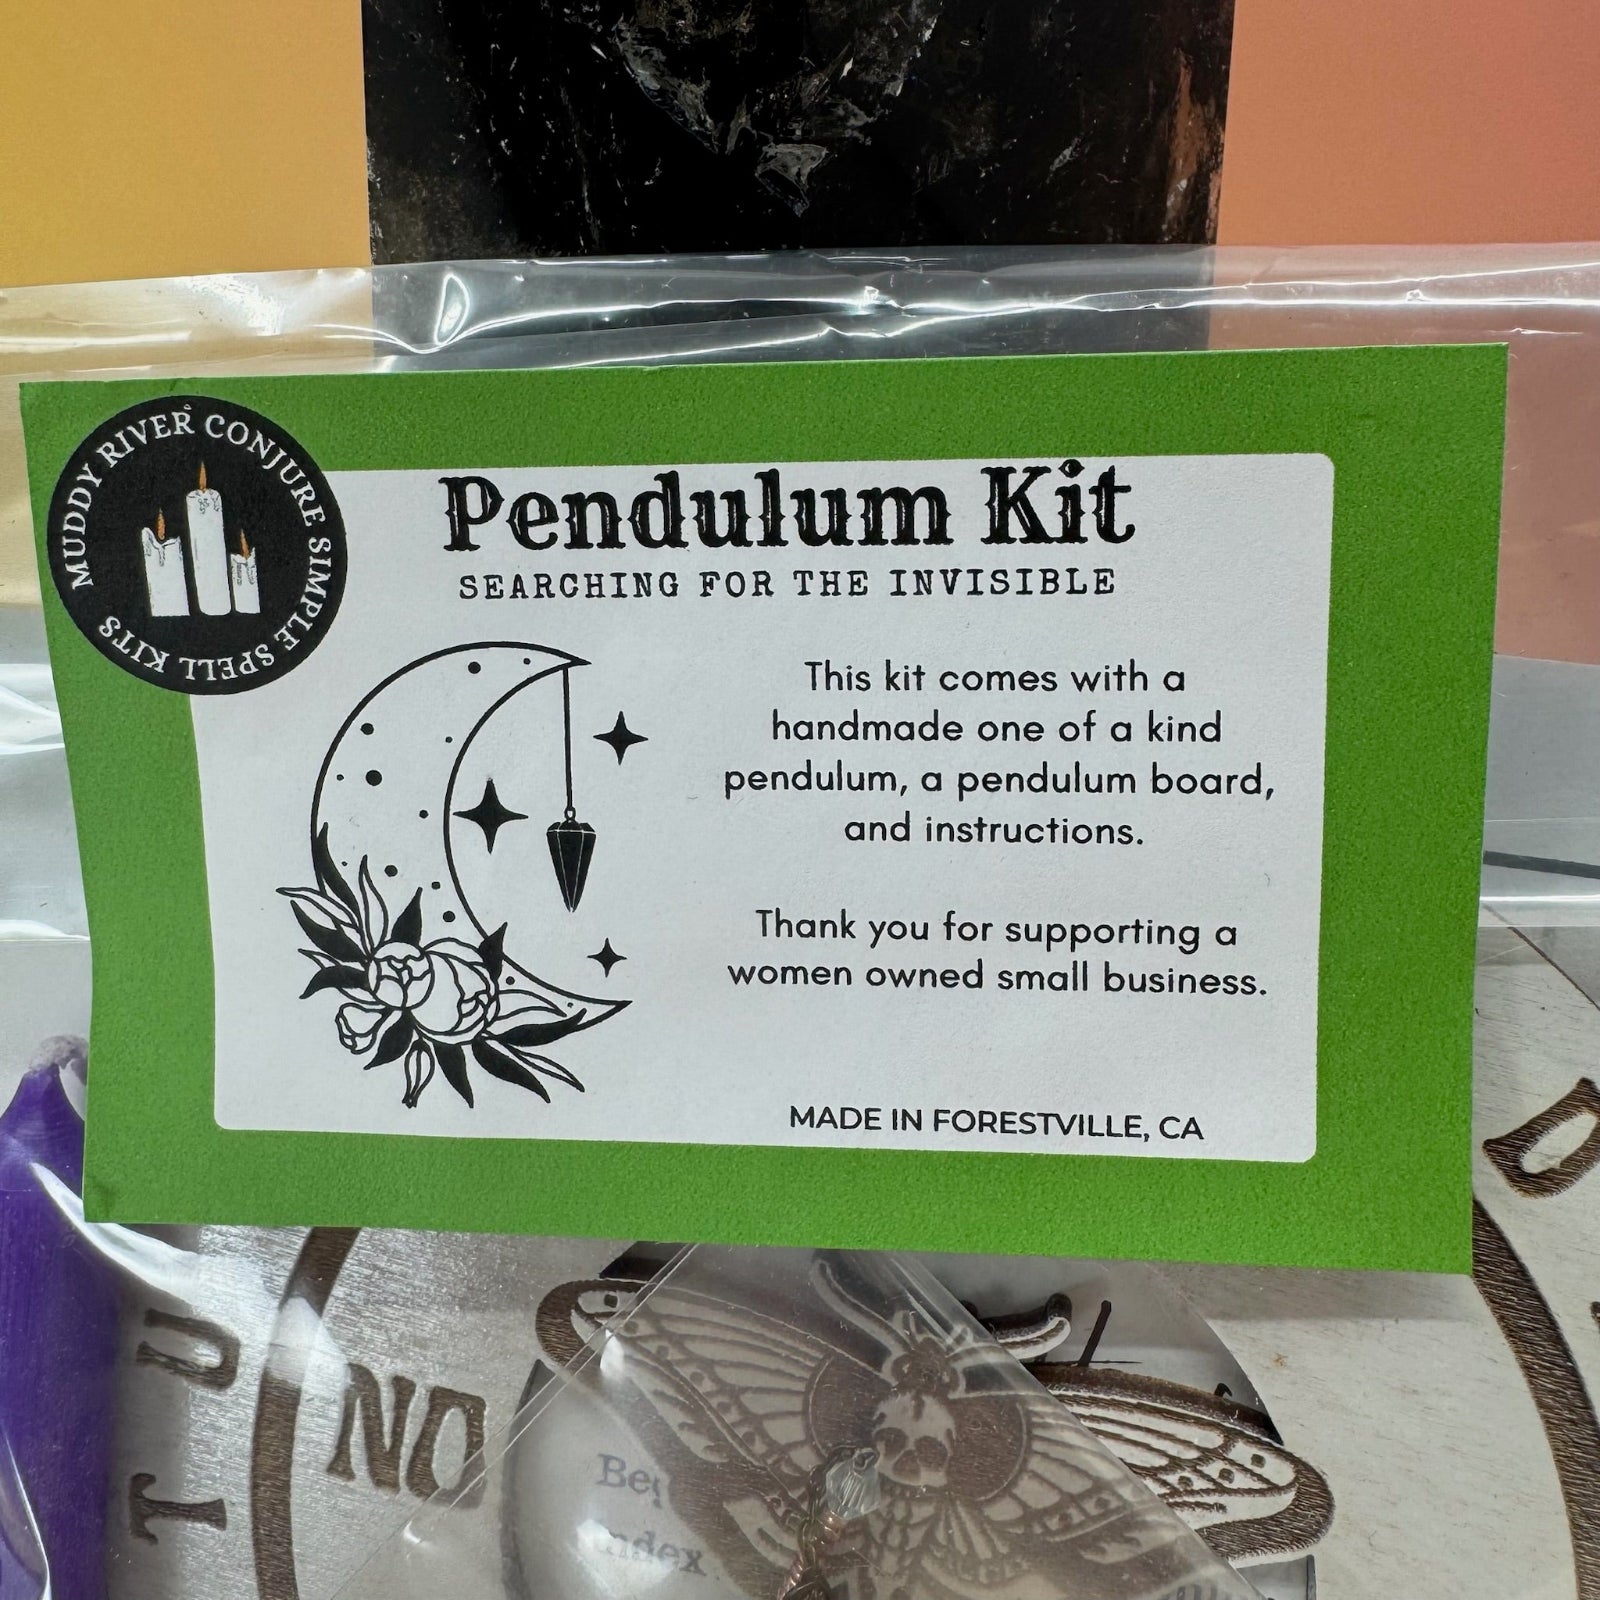 MUDDY RIVER CONJURE SIMPLE SPELL KITS
Pendulum Kit
SEARCHING FOR THE INVISIBLE
This kit comes with a
handmade one of a kind
pendulum, a pendulum board,
and instructions.
Thank you for supporting a
women owned small business.
MADE IN FORESTVILLE, CA
D
U
T
NO